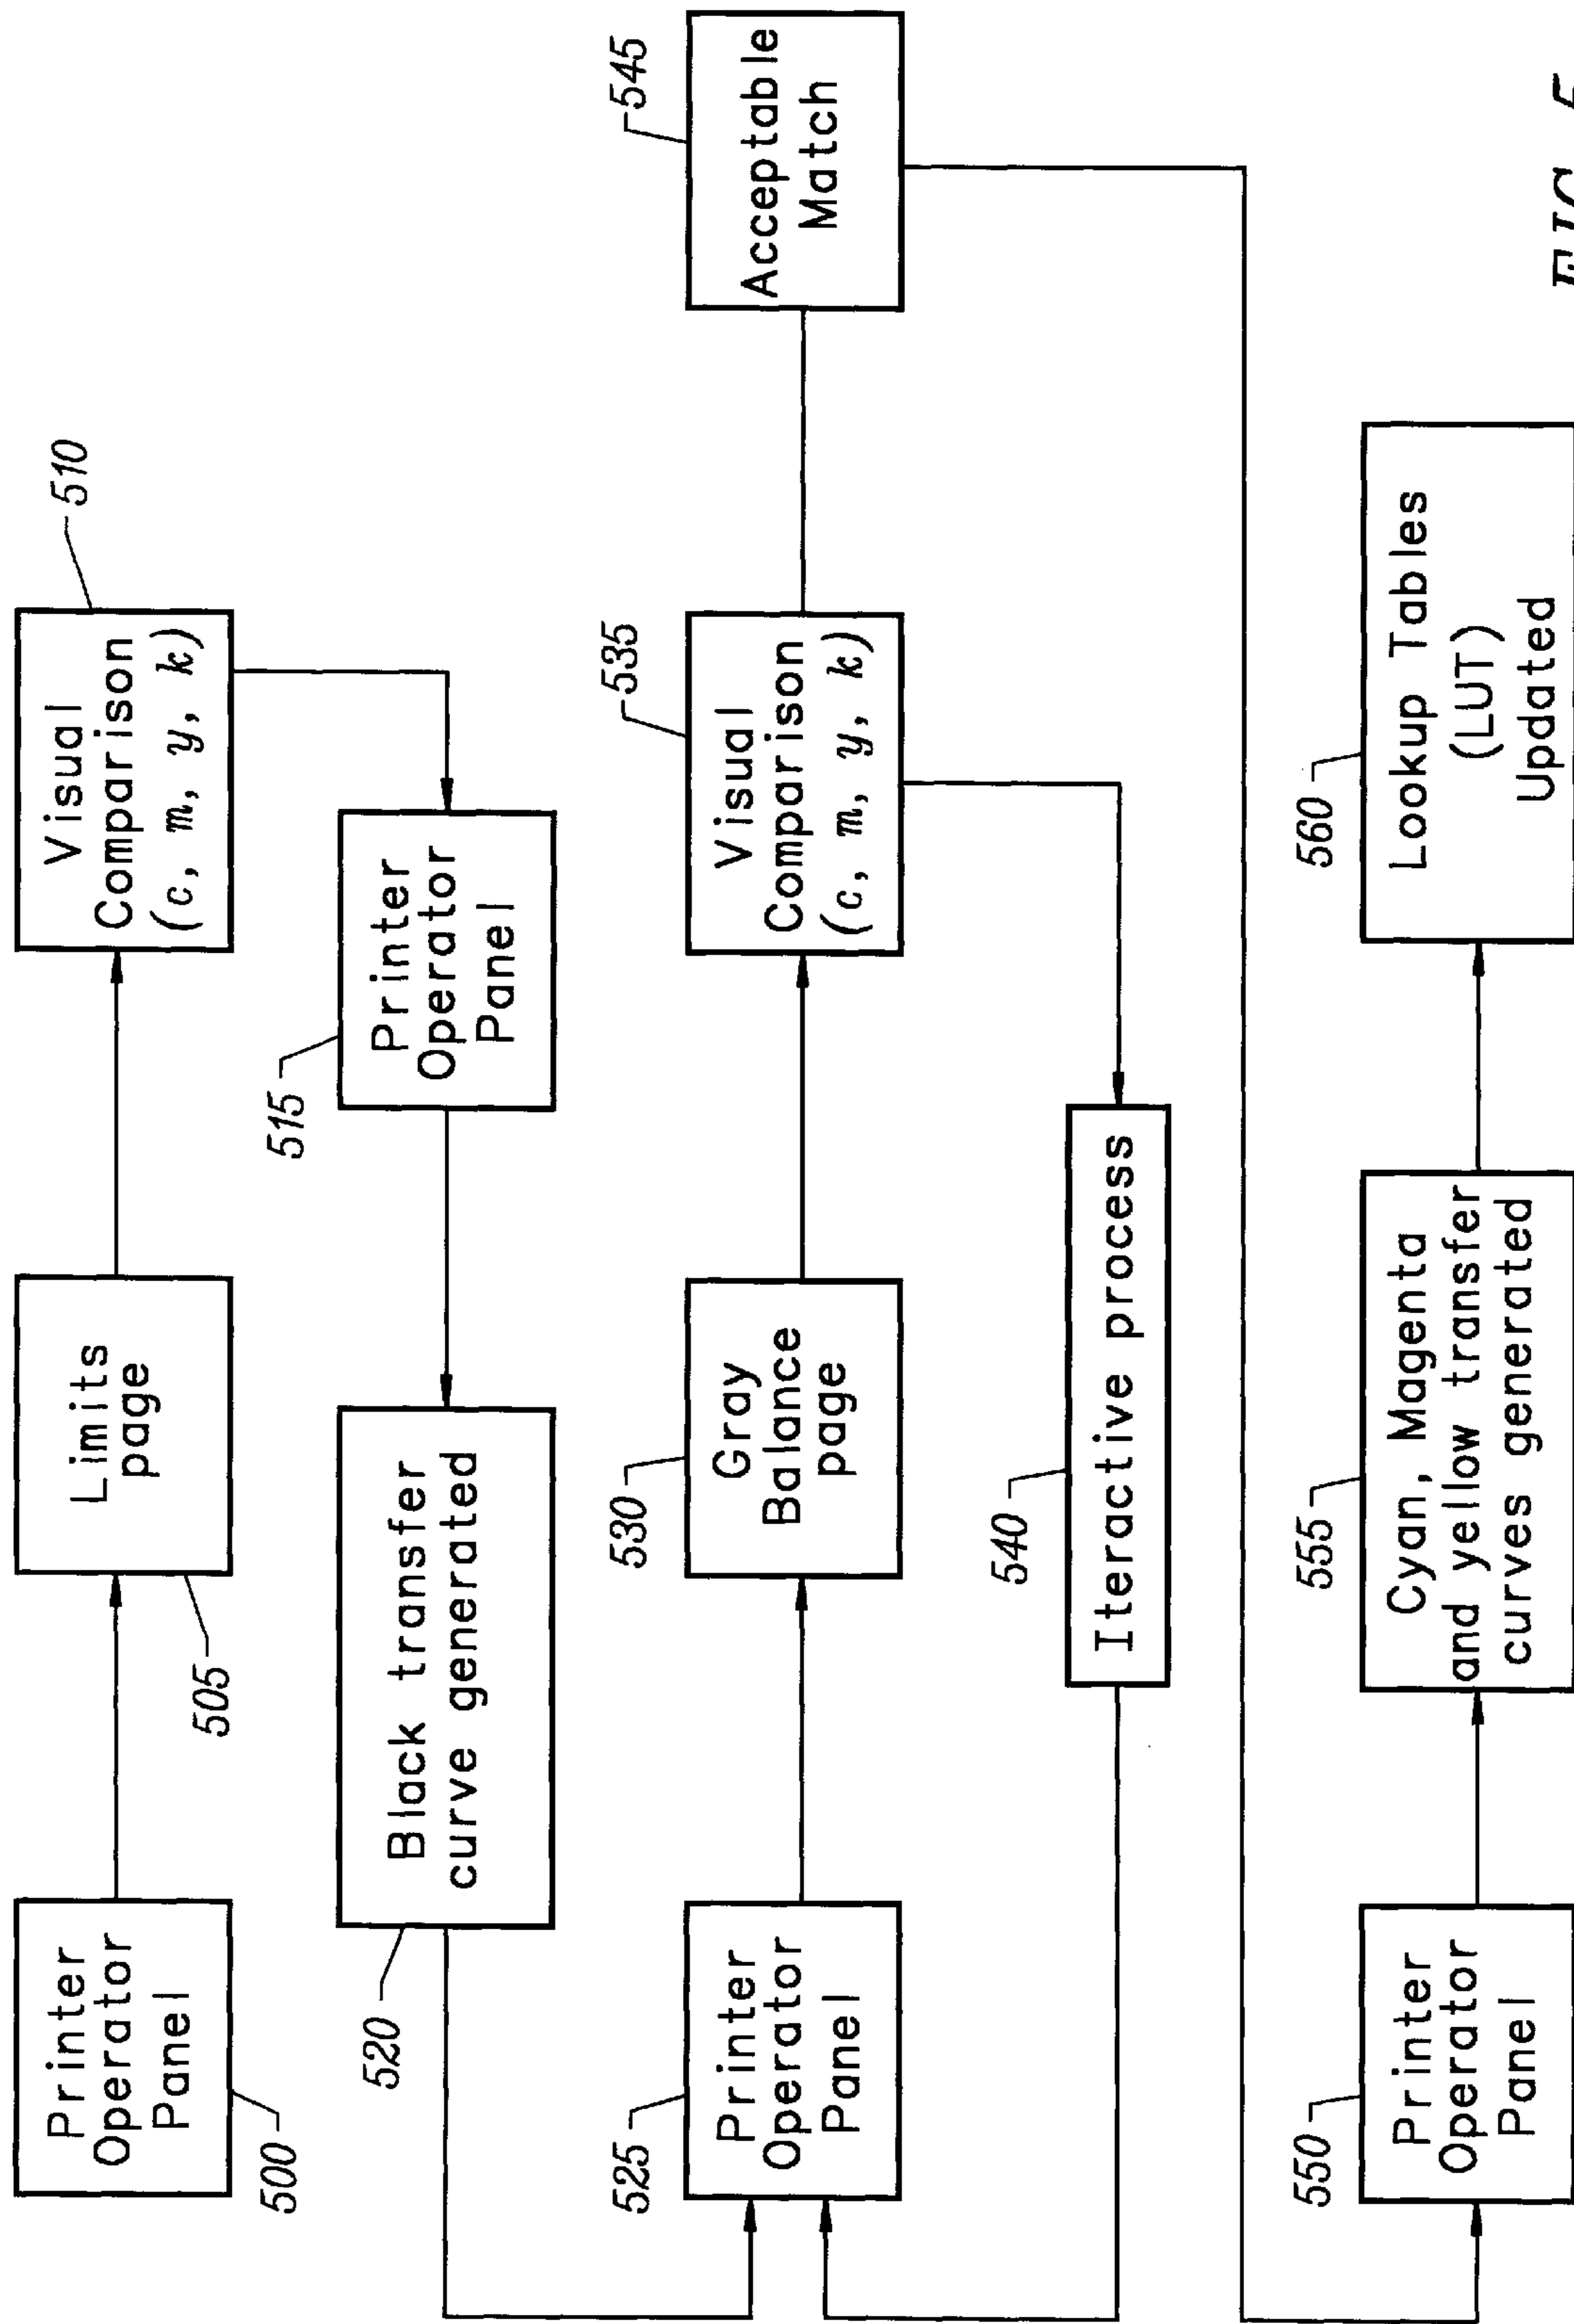 Printer
Operator
Panel
500
Limits
page
505
Visual
Comparison
(c, m, y, k)
510
Printer
Operator
Panel
515
Black transfer
curve generated
520
Printer
Operator
Panel
525
Gray
Balance
page
530
Visual
Comparison
(c, m, y, k)
535
Iteractive process
540
Acceptable
Match
545
Printer
Operator
Panel
550
Cyan, Magenta
and yellow transfer
curves generated
555
Lookup Tables
(LUT)
Updated
560
FIG. 5